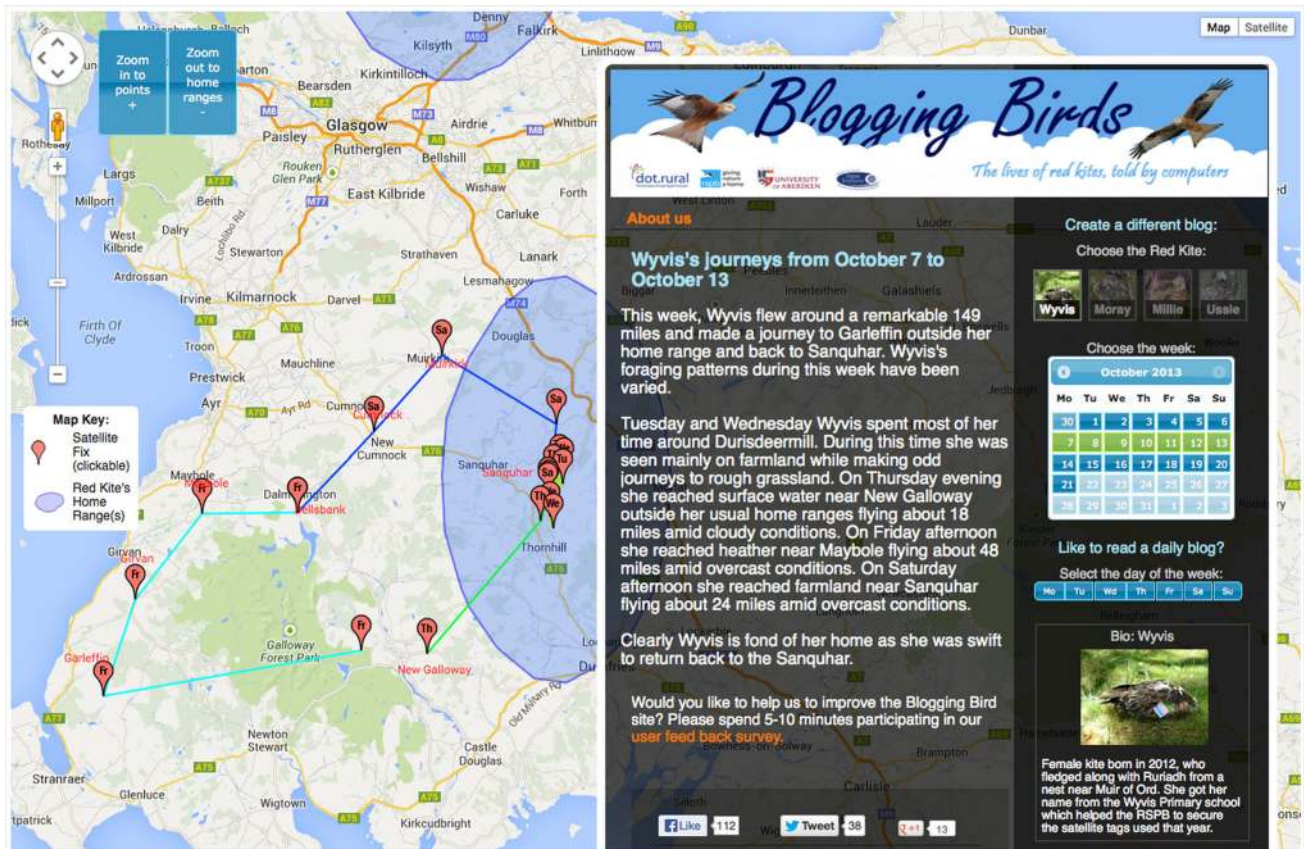 Zoom
in to
points
+
Zoom
out to
home
ranges
-
Map
Satellite
Denny
Falkirk
Kilsyth
Linlithgow
Dunbar
Kirkintilloch
Bearsden
Glasgow
Airdrie
Paisley
Rutherglen
Bellshill
Rouken
Glen Park
East Kilbride
Wishaw
Forth
Carluke
Largs
Beith
Millport
Dalry
Lochlibo Rd
Stewarton
Strathaven
Lanark
West
Kilbride
Lesmahagow
Ardrossan
Irvine
Kilmarnock
Darvel
Firth Of
Clyde
Troon
Douglas
Prestwick
Mauchline
Ayr
Ayr Rd
New
Cumnock
Sanquhar
Sanquhar
Map Key:
Satellite
Fix
(clickable)
Red Kite's
Home
Range(s)
Girvan
Girvan
Thornhill
Galloway
Forest Park
Garleffin
New Galloway
Old Military Rd
Newton
Stewart
Castle
Douglas
Stranraer
Glenluce
Wigtown
Kirkcudbright
Blogging Birds
dot.rural
UNIVERSITY
OF ABERDEEN
The lives of red kites, told by computers
About us
Wyvis's journeys from October 7 to
October 13
This week, Wyvis flew around a remarkable 149
miles and made a journey to Garleffin outside her
home range and back to Sanquhar. Wyvis's
foraging patterns during this week have been
varied.
Tuesday and Wednesday Wyvis spent most of her
time around Durisdeermill. During this time she was
seen mainly on farmland while making odd
journeys to rough grassland. On Thursday evening
she reached surface water near New Galloway
outside her usual home ranges flying about 18
miles amid cloudy conditions. On Friday afternoon
she reached heather near Maybole flying about 48
miles amid overcast conditions. On Saturday
afternoon she reached farmland near Sanquhar
flying about 24 miles amid overcast conditions.
Clearly Wyvis is fond of her home as she was swift
to return back to the Sanquhar.
Would you like to help us to improve the Blogging Bird
site? Please spend 5-10 minutes participating in our
user feed back survey.
Like 112
Tweet 38
+1 13
Create a different blog:
Choose the Red Kite:
Wyvis Moray Millie Ussie
Choose the week:
October 2013
Mo Tu We Th Fr Sa Su
30 1 2 3 4 5 6
7 8 9 10 11 12 13
14 15 16 17 18 19 20
21 22 23 24 25 26 27
28 29 30 31 1 2 3
Like to read a daily blog?
Select the day of the week:
Mo Tu Wd Th Fr Sa Su
Bio: Wyvis
Female kite born in 2012, who
fledged along with Ruriadh from a
nest near Muir of Ord. She got her
name from the Wyvis Primary school
which helped the RSPB to secure
the satellite tags used that year.